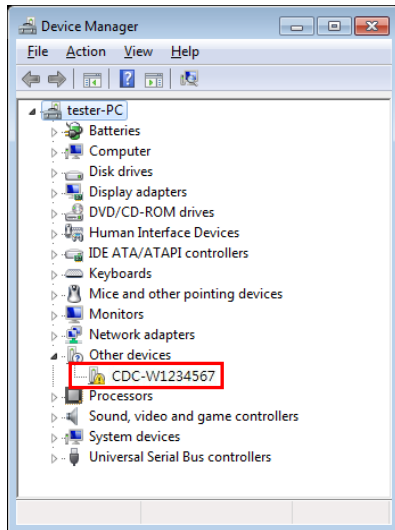 Device Manager
File Action View Help
tester-PC
Batteries
Computer
Disk drives
Display adapters
DVD/CD-ROM drives
Human Interface Devices
IDE ATA/ATAPI controllers
Keyboards
Mice and other pointing devices
Monitors
Network adapters
Other devices
CDC-W1234567
Processors
Sound, video and game controllers
System devices
Universal Serial Bus controllers